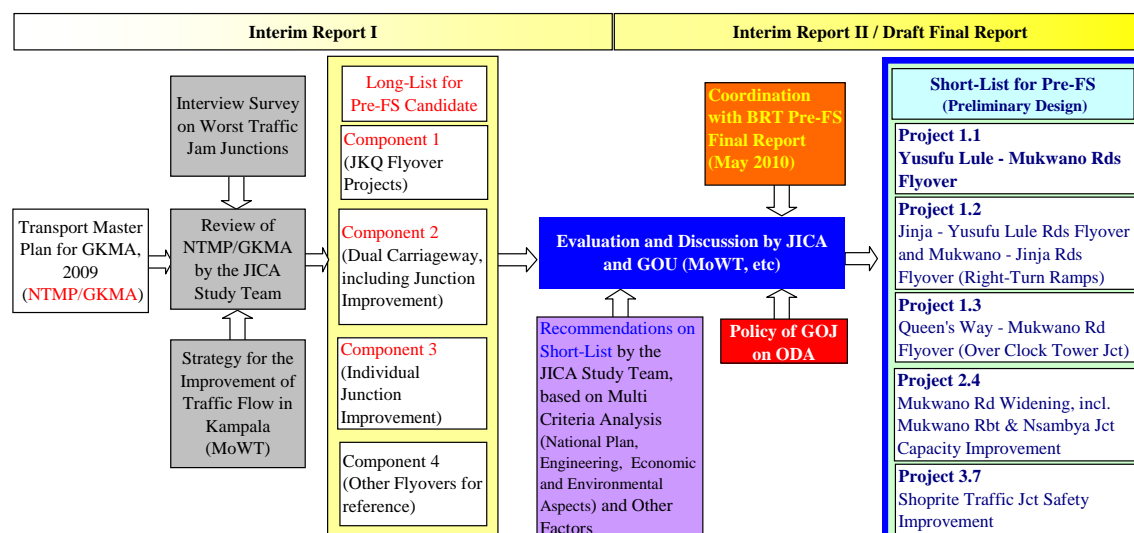 Interim Report I
Interim Report II / Draft Final Report
Interview Survey
on Worst Traffic
Jam Junctions
Transport Master
Plan for GKMA,
2009
(NTMP/GKMA)
Review of
NTMP/GKMA
by the JICA
Study Team
Strategy for the
Improvement of
Traffic Flow in
Kampala
(MoWT)
Long-List for
Pre-FS Candidate
Component 1
(JKQ Flyover
Projects)
Component 2
(Dual Carriageway,
including Junction
Improvement)
Component 3
(Individual
Junction
Improvement)
Component 4
(Other Flyovers for
reference)
Coordination
with BRT Pre-FS
Final Report
(May 2010)
Evaluation and Discussion by JICA
and GOU (MoWT, etc)
Recommendations on
Short-List by the
JICA Study Team,
based on Multi
Criteria Analysis
(National Plan,
Engineering, Economic
and Environmental
Aspects) and Other
Factors
Policy of GOJ
on ODA
Short-List for Pre-FS
(Preliminary Design)
Project 1.1
Yusufu Lule - Mukwano Rds
Flyover
Project 1.2
Jinja - Yusufu Lule Rds Flyover
and Mukwano - Jinja Rds
Flyover (Right-Turn Ramps)
Project 1.3
Queen's Way - Mukwano Rd
Flyover (Over Clock Tower Jct)
Project 2.4
Mukwano Rd Widening, incl.
Mukwano Rbt & Nsambya Jct
Capacity Improvement
Project 3.7
Shoprite Traffic Jct Safety
Improvement